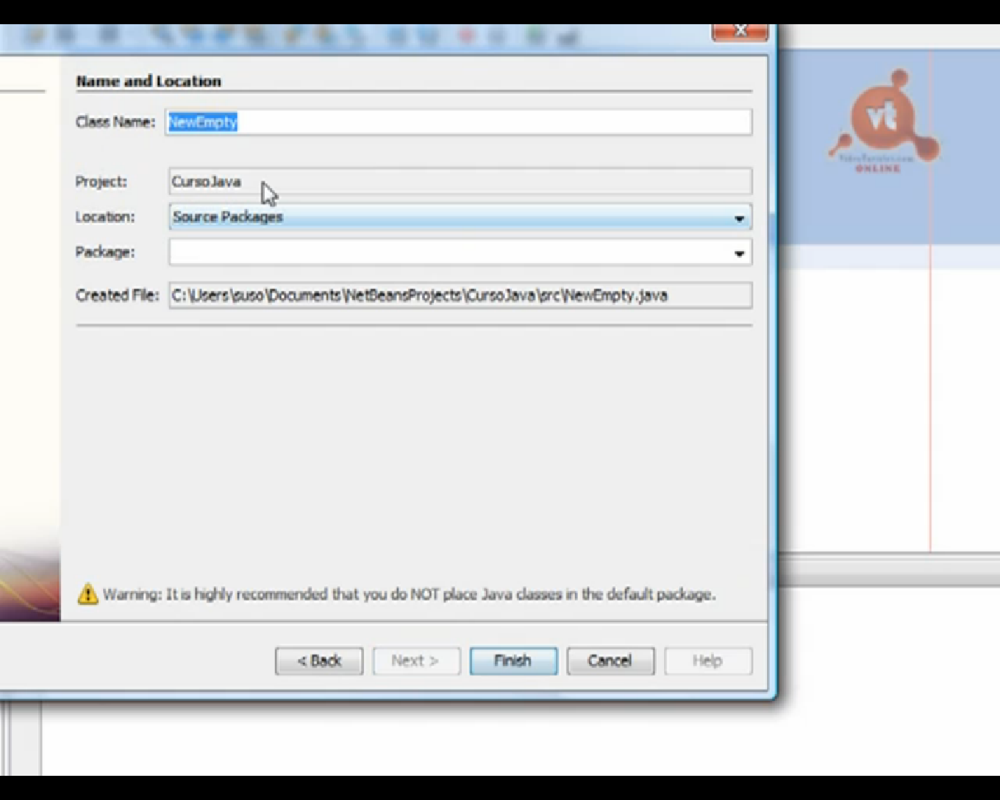 Name and Location
Class Name: NewEmpty
Project: CursoJava
Location: Source Packages
Package:
Created File: C:\Users\suso\Documents\NetBeansProjects\CursoJava\src\NewEmpty.java
Warning: It is highly recommended that you do NOT place Java classes in the default package.
< Back Next > Finish Cancel Help
vt
ONLINE